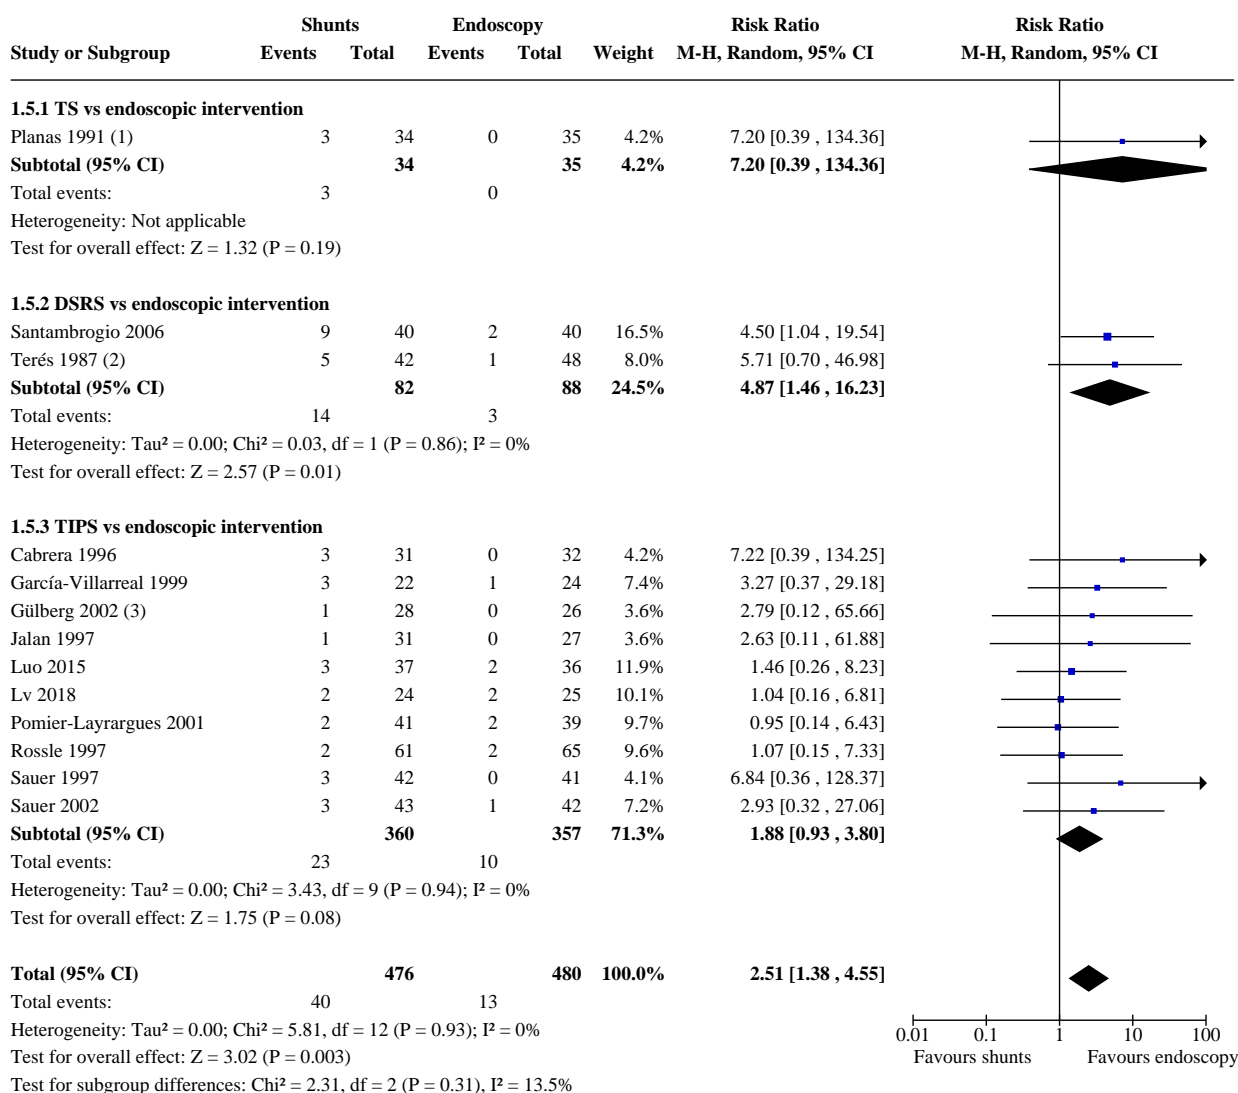 Shunts Endoscopy Risk Ratio Risk Ratio
Study or Subgroup Events Total Events Total Weight M-H, Random, 95% CI M-H, Random, 95% CI
1.5.1 TS vs endoscopic intervention
Planas 1991 (1) 3 34 0 35 4.2% 7.20 [0.39 , 134.36]
Subtotal (95% CI) 34 35 4.2% 7.20 [0.39 , 134.36]
Total events: 3 0
Heterogeneity: Not applicable
Test for overall effect: Z = 1.32 (P = 0.19)
1.5.2 DSRS vs endoscopic intervention
Santambrogio 2006 9 40 2 40 16.5% 4.50 [1.04 , 19.54]
Terés 1987 (2) 5 42 1 48 8.0% 5.71 [0.70 , 46.98]
Subtotal (95% CI) 82 88 24.5% 4.87 [1.46 , 16.23]
Total events: 14 3
Heterogeneity: Tau² = 0.00; Chi² = 0.03, df = 1 (P = 0.86); I² = 0%
Test for overall effect: Z = 2.57 (P = 0.01)
1.5.3 TIPS vs endoscopic intervention
Cabrera 1996 3 31 0 32 4.2% 7.22 [0.39 , 134.25]
García-Villarreal 1999 3 22 1 24 7.4% 3.27 [0.37 , 29.18]
Gülberg 2002 (3) 1 28 0 26 3.6% 2.79 [0.12 , 65.66]
Jalan 1997 1 31 0 27 3.6% 2.63 [0.11 , 61.88]
Luo 2015 3 37 2 36 11.9% 1.46 [0.26 , 8.23]
Lv 2018 2 24 2 25 10.1% 1.04 [0.16 , 6.81]
Pomier-Layrargues 2001 2 41 2 39 9.7% 0.95 [0.14 , 6.43]
Rossle 1997 2 61 2 65 9.6% 1.07 [0.15 , 7.33]
Sauer 1997 3 42 0 41 4.1% 6.84 [0.36 , 128.37]
Sauer 2002 3 43 1 42 7.2% 2.93 [0.32 , 27.06]
Subtotal (95% CI) 360 357 71.3% 1.88 [0.93 , 3.80]
Total events: 23 10
Heterogeneity: Tau² = 0.00; Chi² = 3.43, df = 9 (P = 0.94); I² = 0%
Test for overall effect: Z = 1.75 (P = 0.08)
Total (95% CI) 476 480 100.0% 2.51 [1.38 , 4.55]
Total events: 40 13
Heterogeneity: Tau² = 0.00; Chi² = 5.81, df = 12 (P = 0.93); I² = 0%
Test for overall effect: Z = 3.02 (P = 0.003)
Test for subgroup differences: Chi² = 2.31, df = 2 (P = 0.31), I² = 13.5%
0.01 0.1 1 10 100
Favours shunts Favours endoscopy